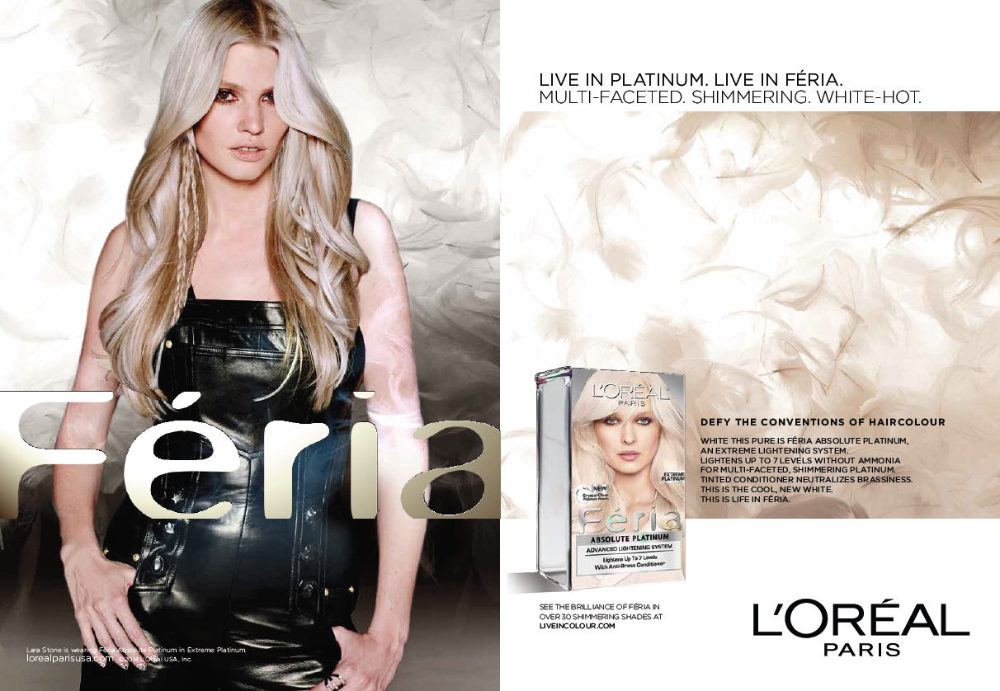 Féria
Lara Stone is wearing Féria Absolute Platinum in Extreme Platinum.
lorealparisusa.com ©2014 L'Oréal USA, Inc.
LIVE IN PLATINUM. LIVE IN FÉRIA.
MULTI-FACETED. SHIMMERING. WHITE-HOT.
L'ORÉAL
PARIS
EXTREME
PLATINUM
NEW
Crystal-Clear
Féria
ABSOLUTE PLATINUM
ADVANCED LIGHTENING SYSTEM
Lightens Up To 7 Levels
With Anti-Brass Conditioner
DEFY THE CONVENTIONS OF HAIRCOLOUR
WHITE THIS PURE IS FÉRIA ABSOLUTE PLATINUM,
AN EXTREME LIGHTENING SYSTEM.
LIGHTENS UP TO 7 LEVELS WITHOUT AMMONIA
FOR MULTI-FACETED, SHIMMERING PLATINUM.
TINTED CONDITIONER NEUTRALIZES BRASSINESS.
THIS IS THE COOL, NEW WHITE.
THIS IS LIFE IN FÉRIA.
SEE THE BRILLIANCE OF FÉRIA IN
OVER 30 SHIMMERING SHADES AT
LIVEINCOLOUR.COM
L'ORÉAL
PARIS